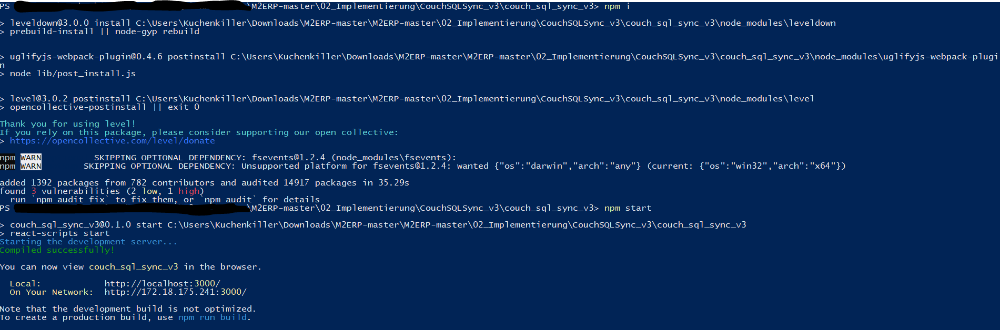 PS \M2ERP-master\02_Implementierung\CouchSQLSync_v3\couch_sql_sync_v3> npm i
> leveldown@3.0.0 install C:\Users\Kuchenkiller\Downloads\M2ERP-master\M2ERP-master\02_Implementierung\CouchSQLSync_v3\couch_sql_sync_v3\node_modules\leveldown
> prebuild-install || node-gyp rebuild
> uglifyjs-webpack-plugin@0.4.6 postinstall C:\Users\Kuchenkiller\Downloads\M2ERP-master\M2ERP-master\02_Implementierung\CouchSQLSync_v3\couch_sql_sync_v3\node_modules\uglifyjs-webpack-plugi
n
> node lib/post_install.js
> level@3.0.2 postinstall C:\Users\Kuchenkiller\Downloads\M2ERP-master\M2ERP-master\02_Implementierung\CouchSQLSync_v3\couch_sql_sync_v3\node_modules\level
> opencollective-postinstall || exit 0
Thank you for using level!
If you rely on this package, please consider supporting our open collective:
> https://opencollective.com/level/donate
npm WARN SKIPPING OPTIONAL DEPENDENCY: fsevents@1.2.4 (node_modules\fsevents):
npm WARN SKIPPING OPTIONAL DEPENDENCY: Unsupported platform for fsevents@1.2.4: wanted {"os":"darwin","arch":"any"} (current: {"os":"win32","arch":"x64"})
added 1392 packages from 782 contributors and audited 14917 packages in 35.29s
found 3 vulnerabilities (2 low, 1 high)
run `npm audit fix` to fix them, or `npm audit` for details
PS \M2ERP-master\02_Implementierung\CouchSQLSync_v3\couch_sql_sync_v3> npm start
> couch_sql_sync_v3@0.1.0 start C:\Users\Kuchenkiller\Downloads\M2ERP-master\M2ERP-master\02_Implementierung\CouchSQLSync_v3\couch_sql_sync_v3
> react-scripts start
Starting the development server...
Compiled successfully!
You can now view couch_sql_sync_v3 in the browser.
Local: http://localhost:3000/
On Your Network: http://172.18.175.241:3000/
Note that the development build is not optimized.
To create a production build, use npm run build.